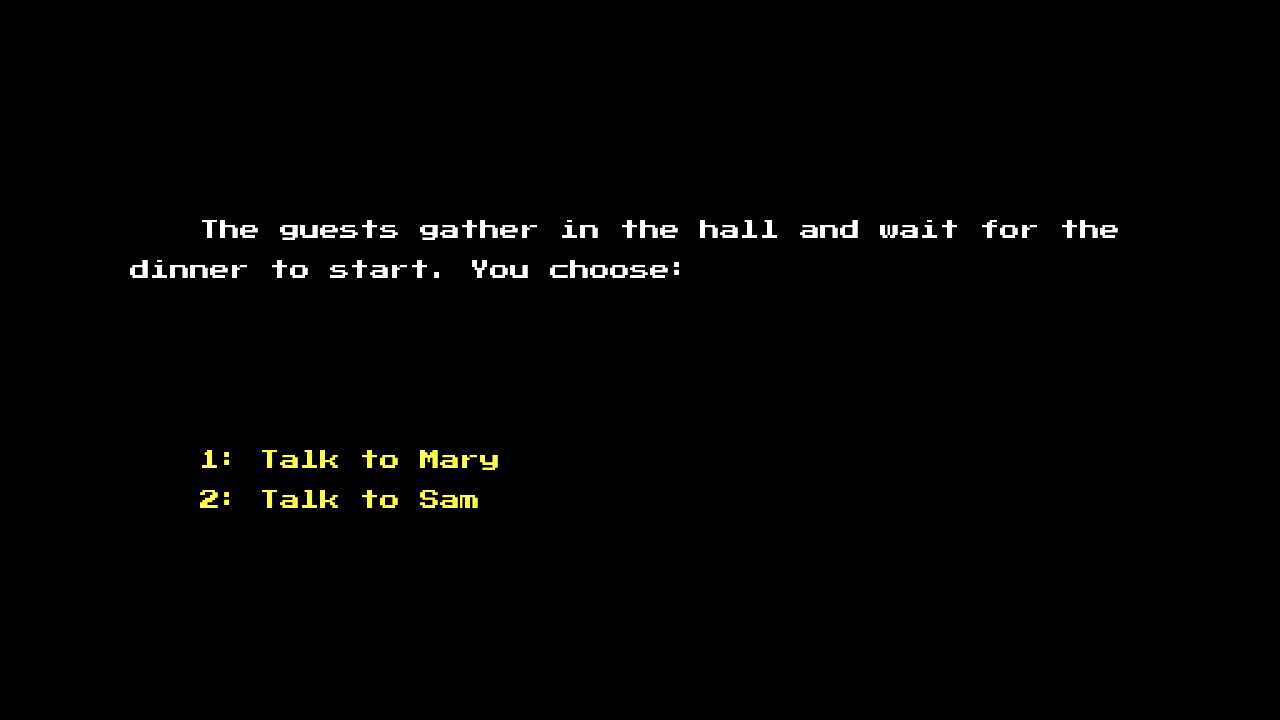 The guests gather in the hall and wait for the
dinner to start. You choose:
1: Talk to Mary
2: Talk to Sam